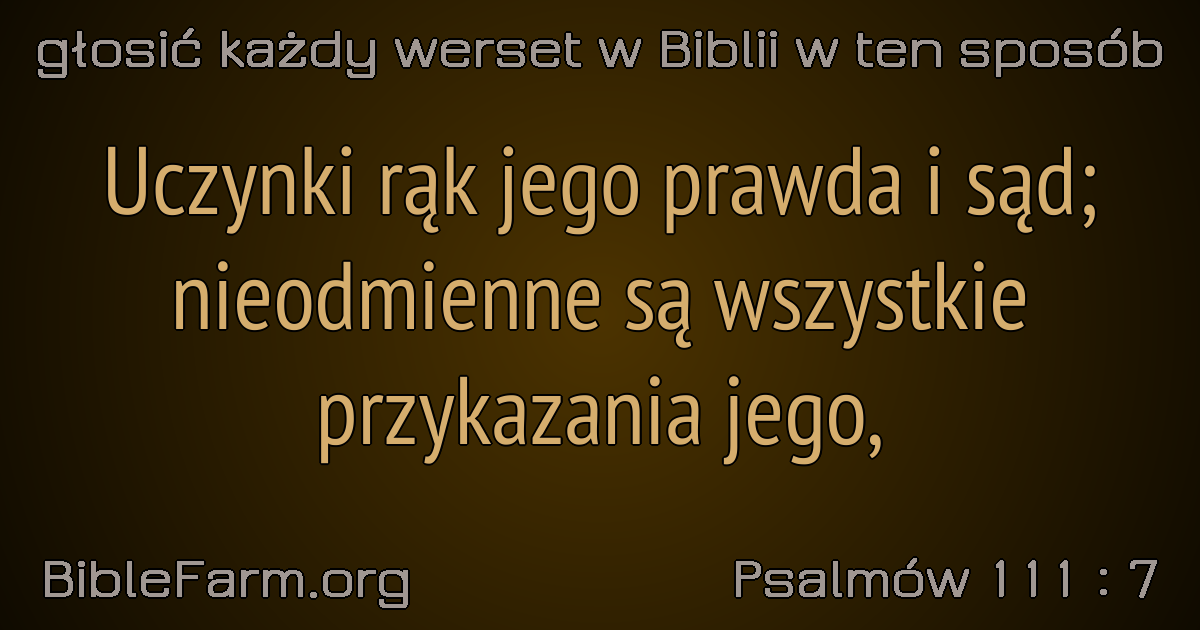 głosić każdy werset w Biblii w ten sposób
Uczynki rąk jego prawda i sąd;
nieodmienne są wszystkie
przykazania jego,
BibleFarm.org
Psalmów 111 : 7